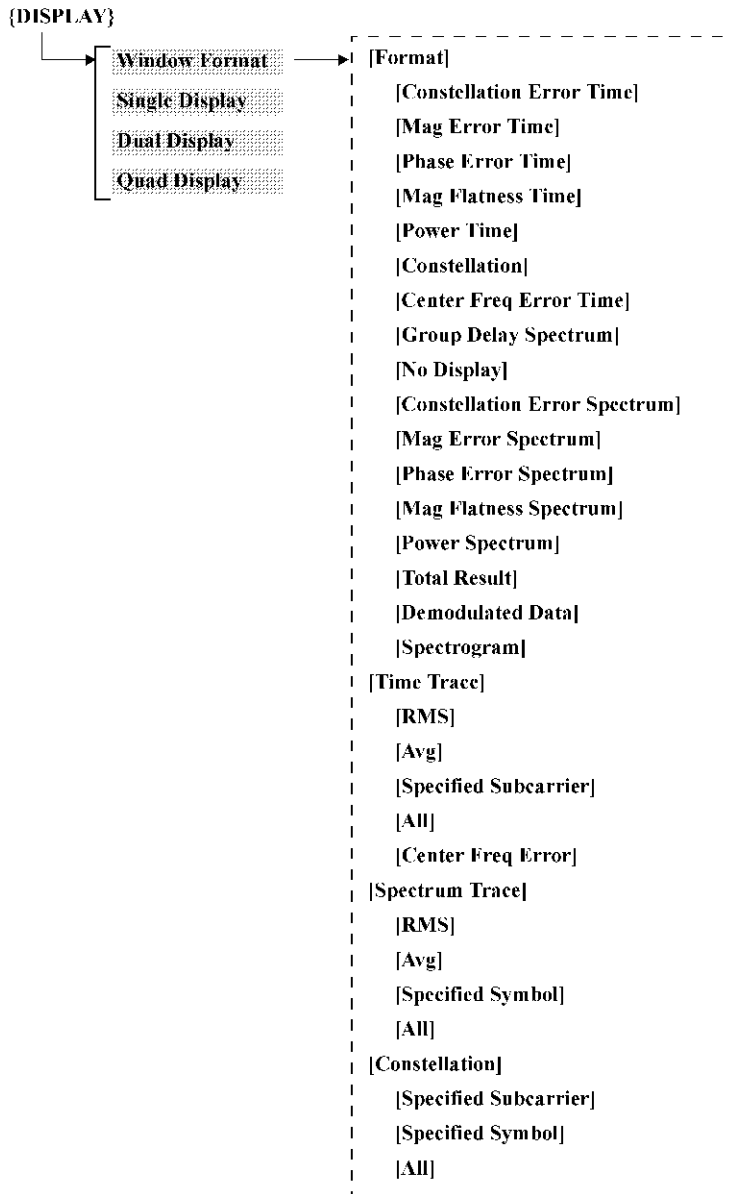 {DISPLAY}
Window Format
Single Display
Dual Display
Quad Display
[Format]
[Constellation Error Time]
[Mag Error Time]
[Phase Error Time]
[Mag Flatness Time]
[Power Time]
[Constellation]
[Center Freq Error Time]
[Group Delay Spectrum]
[No Display]
[Constellation Error Spectrum]
[Mag Error Spectrum]
[Phase Error Spectrum]
[Mag Flatness Spectrum]
[Power Spectrum]
[Total Result]
[Demodulated Data]
[Spectrogram]
[Time Trace]
[RMS]
[Avg]
[Specified Subcarrier]
[All]
[Center Freq Error]
[Spectrum Trace]
[RMS]
[Avg]
[Specified Symbol]
[All]
[Constellation]
[Specified Subcarrier]
[Specified Symbol]
[All]